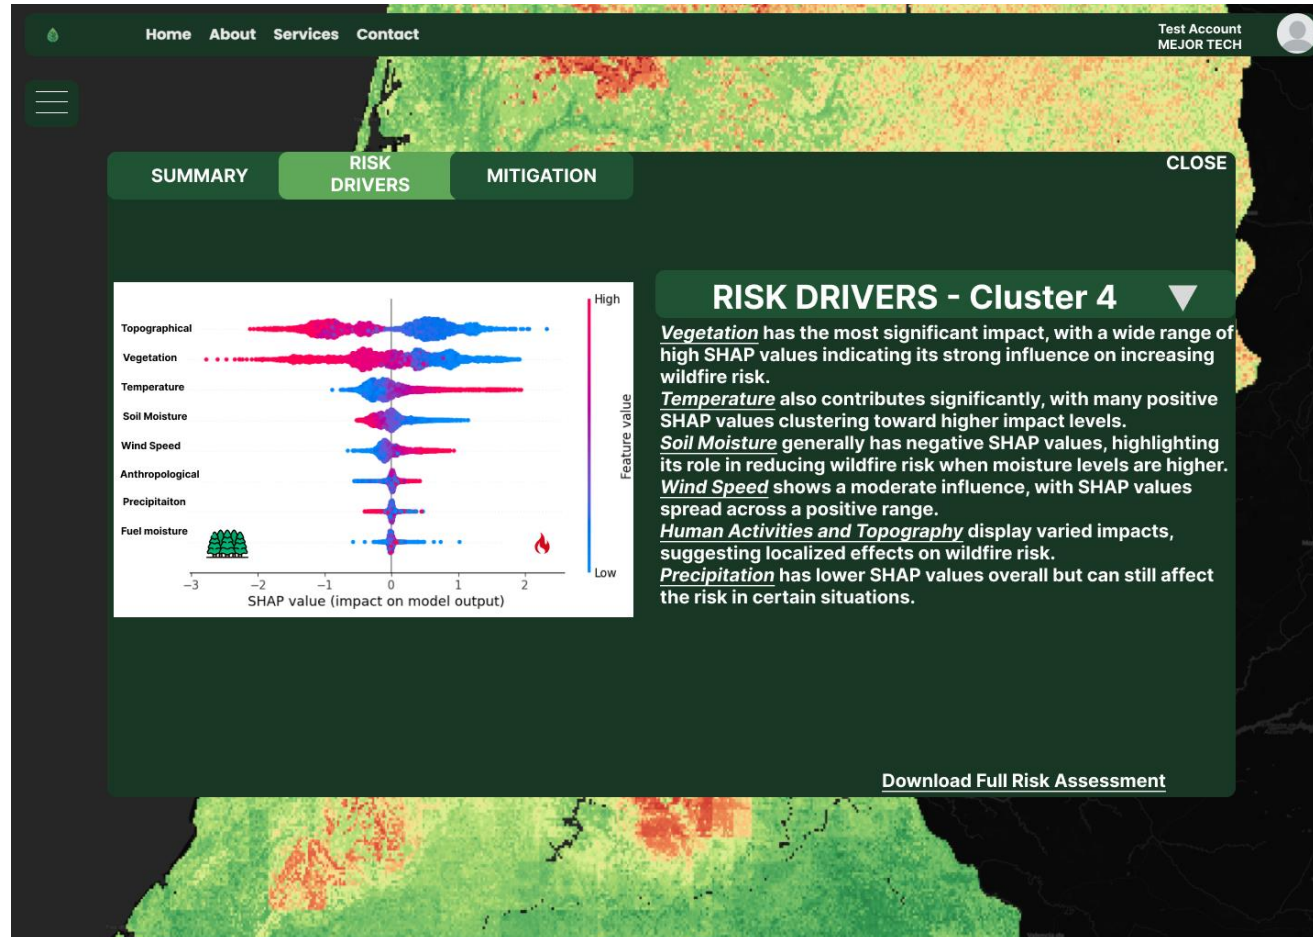 Home About Services Contact
Test Account
MEJOR TECH
SUMMARY
RISK
DRIVERS
MITIGATION
CLOSE
High
Topographical
Vegetation
Temperature
Soil Moisture
Wind Speed
Anthropological
Precipitaiton
Fuel moisture
Feature value
Low
−3 −2 −1 0 1 2
SHAP value (impact on model output)
RISK DRIVERS - Cluster 4
Vegetation has the most significant impact, with a wide range of
high SHAP values indicating its strong influence on increasing
wildfire risk.
Temperature also contributes significantly, with many positive
SHAP values clustering toward higher impact levels.
Soil Moisture generally has negative SHAP values, highlighting
its role in reducing wildfire risk when moisture levels are higher.
Wind Speed shows a moderate influence, with SHAP values
spread across a positive range.
Human Activities and Topography display varied impacts,
suggesting localized effects on wildfire risk.
Precipitation has lower SHAP values overall but can still affect
the risk in certain situations.
Download Full Risk Assessment